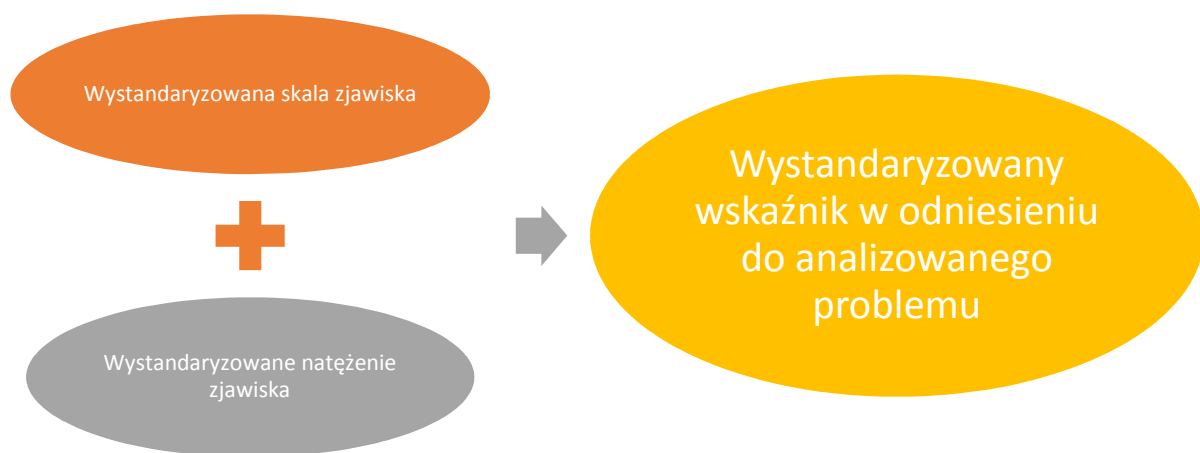 Wystandaryzowana skala zjawiska
Wystandaryzowane natężenie
zjawiska
Wystandaryzowany
wskaźnik w odniesieniu
do analizowanego
problemu